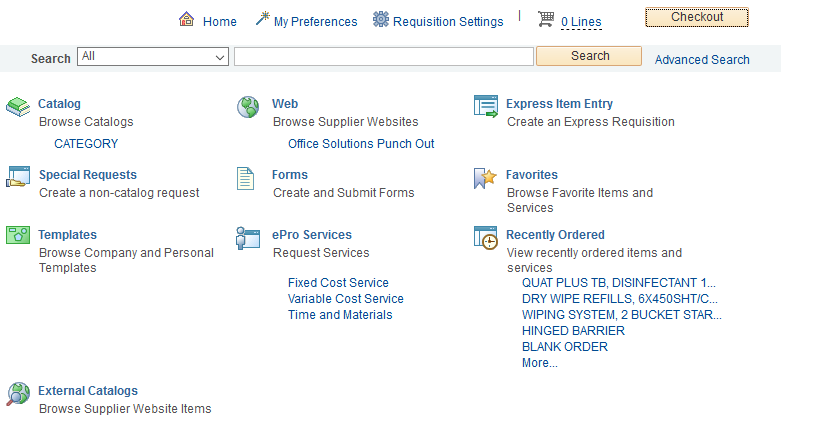 Home My Preferences Requisition Settings 0 Lines Checkout
Search All Search Advanced Search
Catalog
Browse Catalogs
CATEGORY
Web
Browse Supplier Websites
Office Solutions Punch Out
Express Item Entry
Create an Express Requisition
Special Requests
Create a non-catalog request
Forms
Create and Submit Forms
Favorites
Browse Favorite Items and
Services
Templates
Browse Company and Personal
Templates
ePro Services
Request Services
Fixed Cost Service
Variable Cost Service
Time and Materials
Recently Ordered
View recently ordered items and
services
QUAT PLUS TB, DISINFECTANT 1...
DRY WIPE REFILLS, 6X450SHT/C...
WIPING SYSTEM, 2 BUCKET STAR...
HINGED BARRIER
BLANK ORDER
More...
External Catalogs
Browse Supplier Website Items